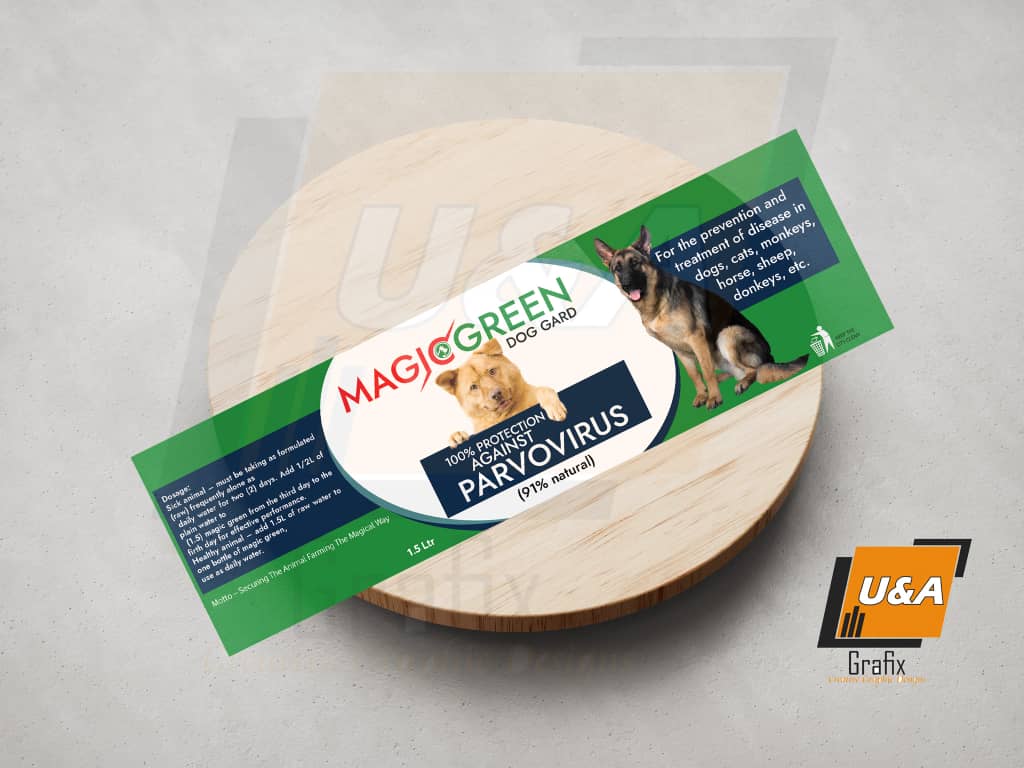 MAGIC GREEN
DOG GARD
100% PROTECTION
AGAINST
PARVOVIRUS
(91% natural)
For the prevention and
treatment of disease in
dogs, cats, monkeys,
horse, sheep,
donkeys, etc.
KEEP THE
CITY CLEAN
Dosage:
Sick animal – must be taking as formulated
(raw) frequently alone as
daily water for two (2) days. Add 1/2L of
plain water to
(1.5) magic green from the third day to the
firth day for effective performance.
Healthy animal – add 1.5L of raw water to
one bottle of magic green,
use as daily water.
Motto – Securing The Animal Farming The Magical Way
1.5 Ltr
U&A
Grafix
U&A
Grafix